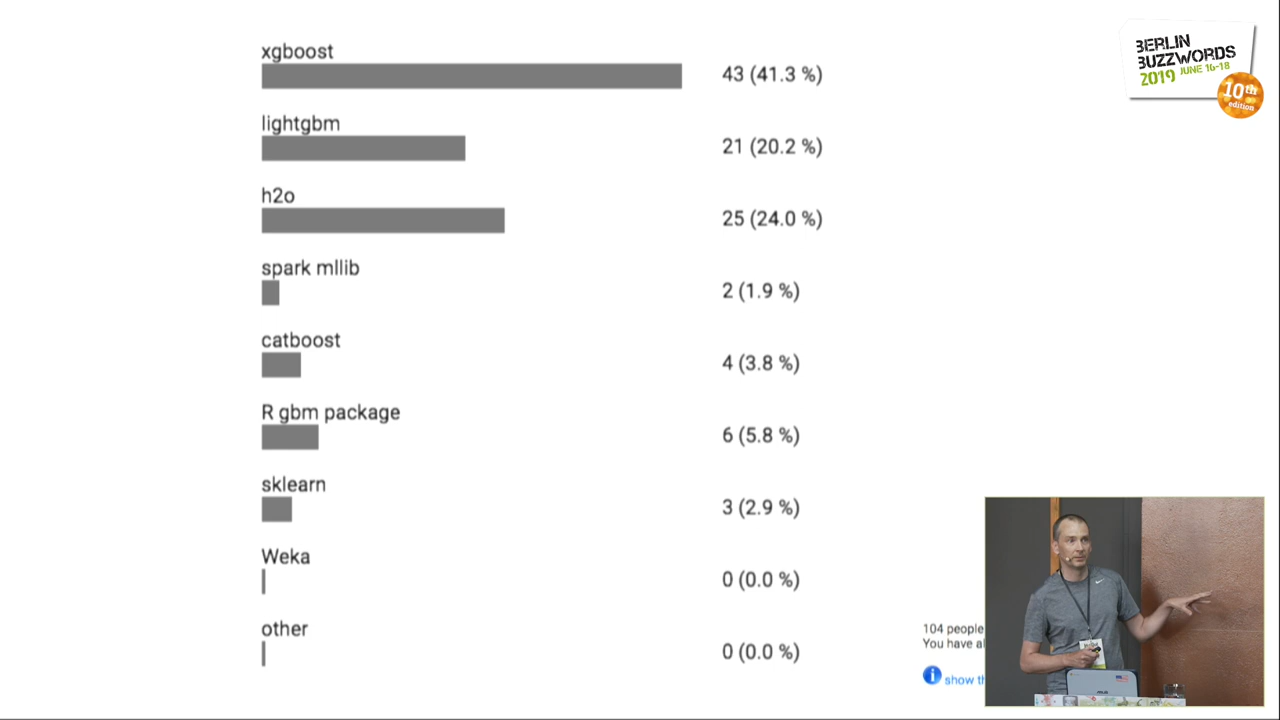 xgboost
43 (41.3 %)
lightgbm
21 (20.2 %)
h2o
25 (24.0 %)
spark mllib
2 (1.9 %)
catboost
4 (3.8 %)
R gbm package
6 (5.8 %)
sklearn
3 (2.9 %)
Weka
0 (0.0 %)
other
0 (0.0 %)
104 people
You have al
show th
BERLIN
BUZZWORDS
2019 JUNE 16-18
10th
edition
ASUS